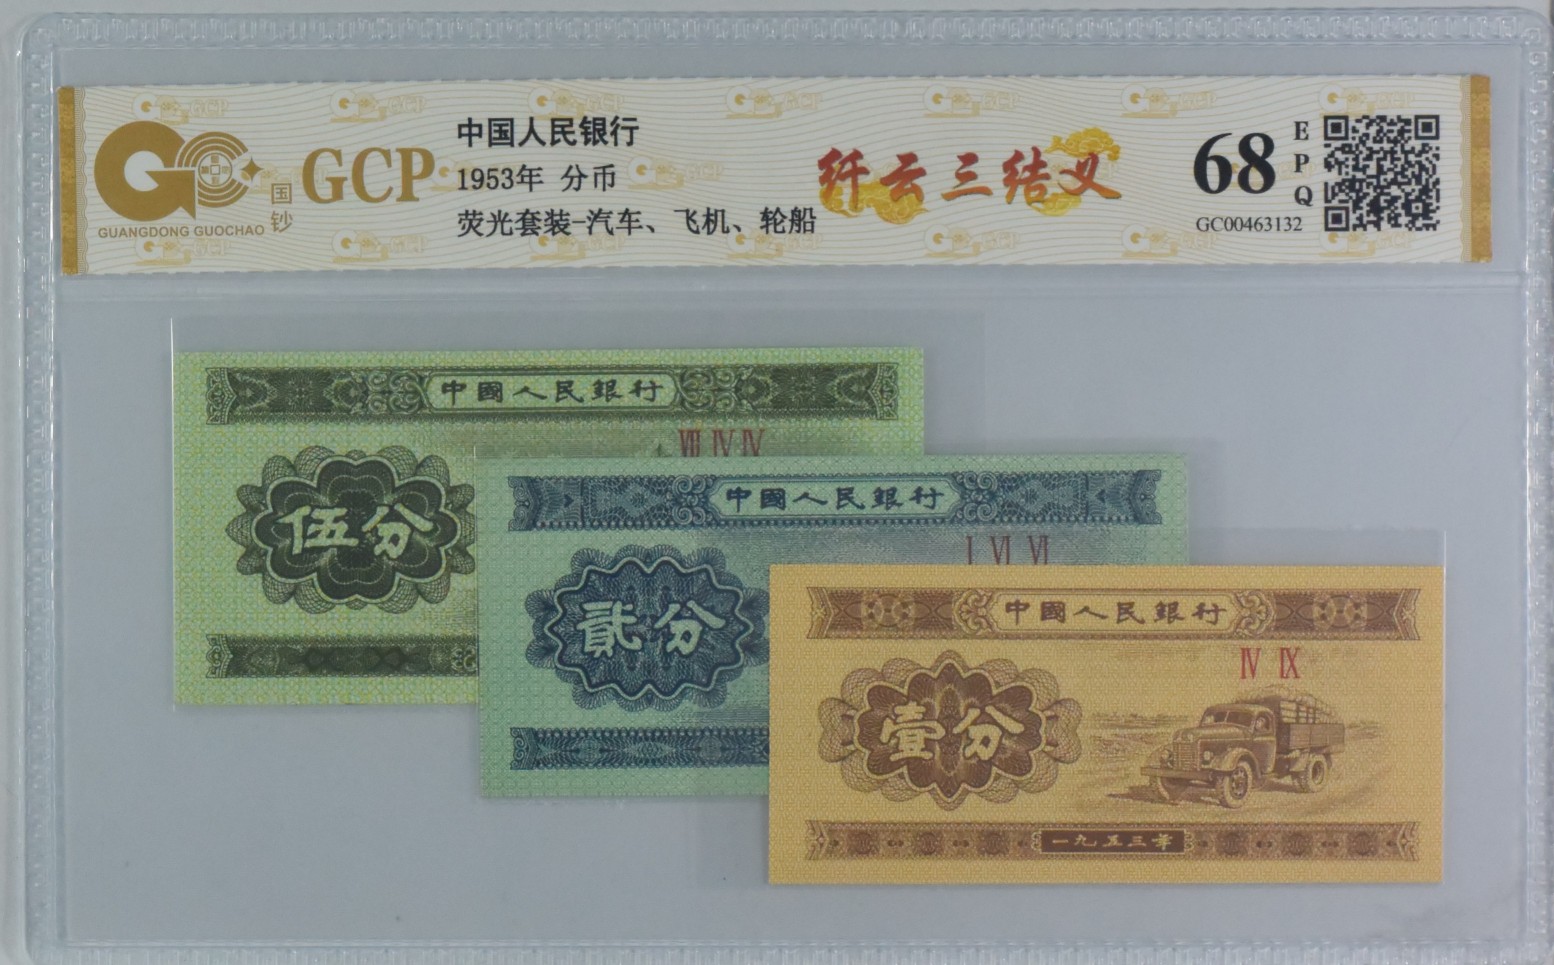 国钞
GUANGDONG GUOCHAO
GCP
中国人民银行
1953年 分币
荧光套装-汽车、飞机、轮船
纤云三结义
68
EPQ
GC00463132
中國人民銀行
VIII IV IV
伍分
中國人民銀行
I VI VI
貳分
中國人民銀行
IV IX
壹分
一九五三年